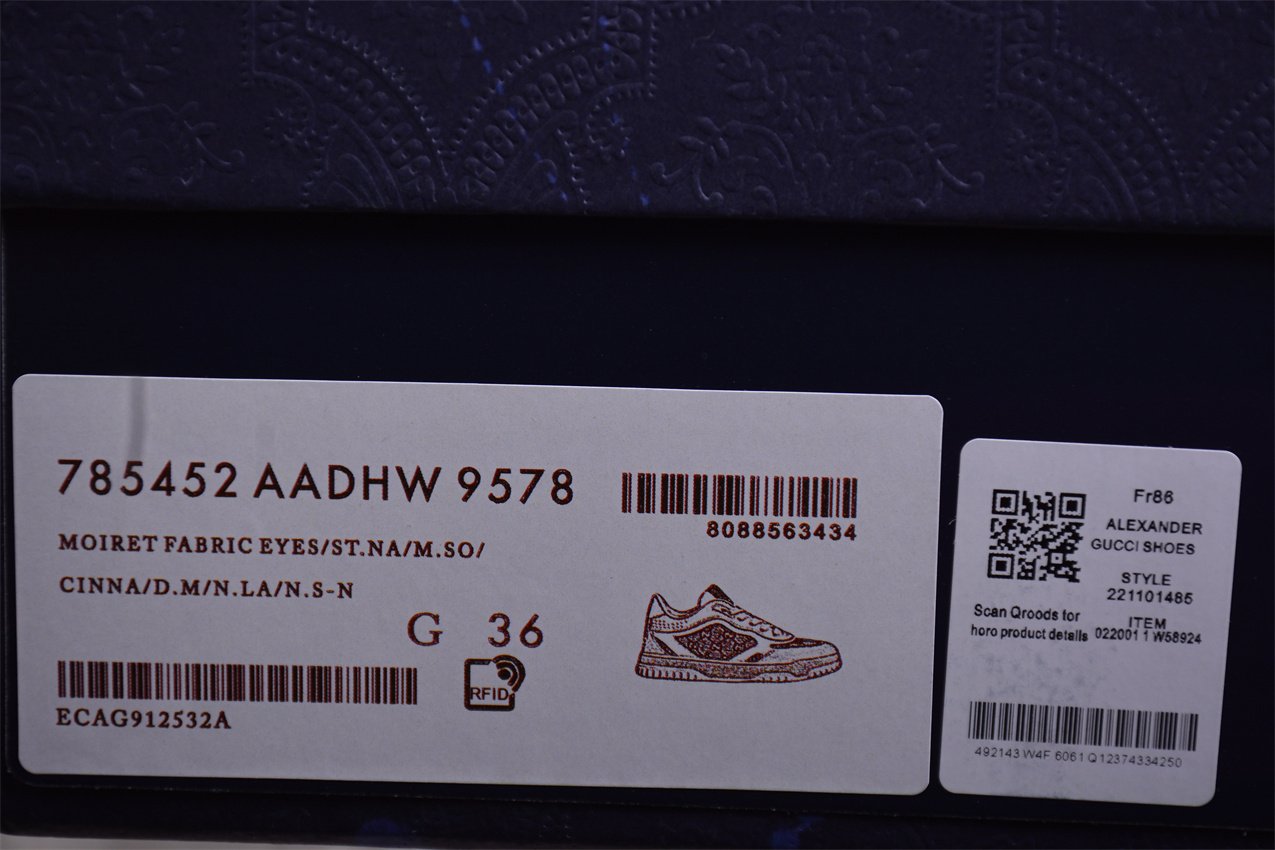 785452 AADHW 9578
8088563434
MOIRET FABRIC EYES/ST.NA/M.SO/
CINNA/D.M/N.LA/N.S-N
G 36
RFID
ECAG912532A
Fr86
ALEXANDER
GUCCI SHOES
STYLE
221101485
Scan Qroods for
horo product details
ITEM
022001 1 W58924
492143 W4F 6061 Q12374334250